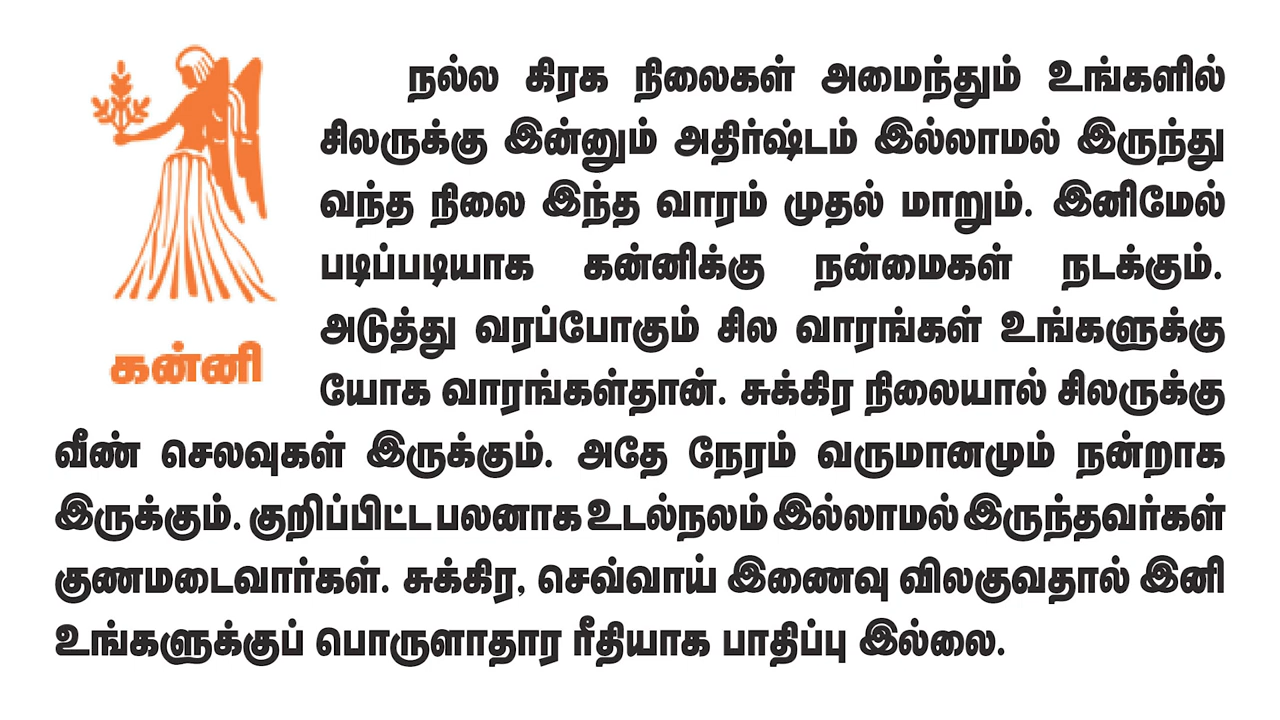 நல்ல கிரக நிலைகள் அமைந்தும் உங்களில்
சிலருக்கு இன்னும் அதிர்ஷ்டம் இல்லாமல் இருந்து
வந்த நிலை இந்த வாரம் முதல் மாறும். இனிமேல்
படிப்படியாக கன்னிக்கு நன்மைகள் நடக்கும்.
அடுத்து வரப்போகும் சில வாரங்கள் உங்களுக்கு
கன்னி
யோக வாரங்கள்தான். சுக்கிர நிலையால் சிலருக்கு
வீண் செலவுகள் இருக்கும். அதே நேரம் வருமானமும் நன்றாக
இருக்கும். குறிப்பிட்ட பலனாக உடல்நலம் இல்லாமல் இருந்தவர்கள்
குணமடைவார்கள். சுக்கிர, செவ்வாய் இணைவு விலகுவதால் இனி
உங்களுக்குப் பொருளாதார ரீதியாக பாதிப்பு இல்லை.